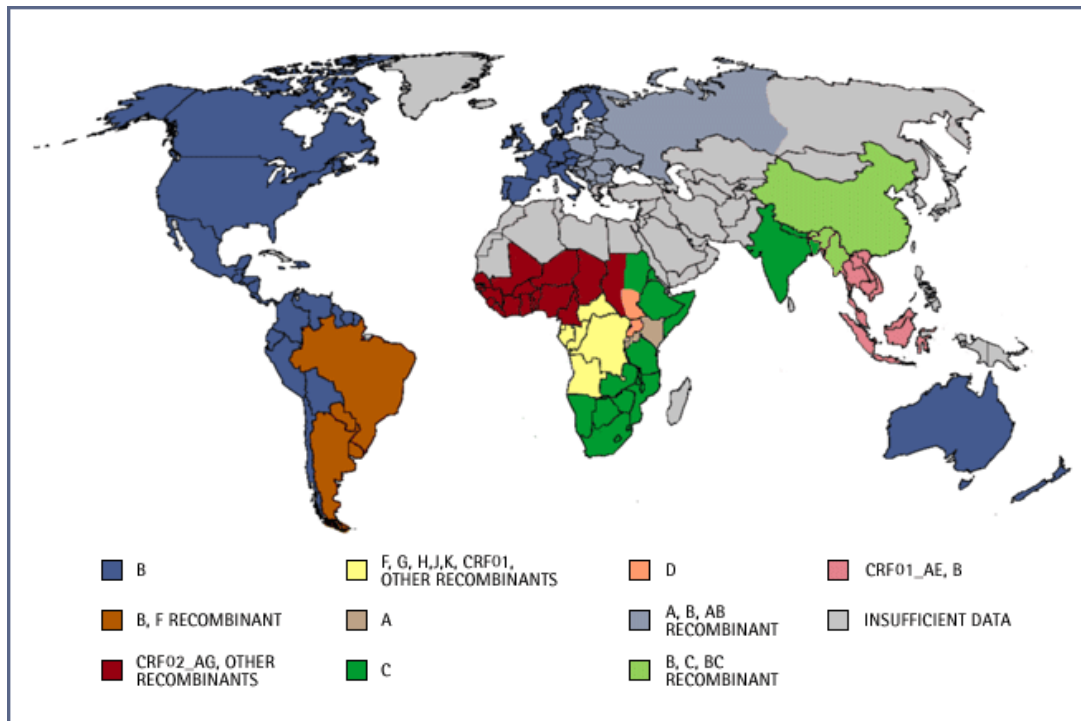 B
F, G, H,J,K, CRF01,
OTHER RECOMBINANTS
D
CRF01_AE, B
B, F RECOMBINANT
A
A, B, AB
RECOMBINANT
INSUFFICIENT DATA
CRF02_AG, OTHER
RECOMBINANTS
C
B, C, BC
RECOMBINANT